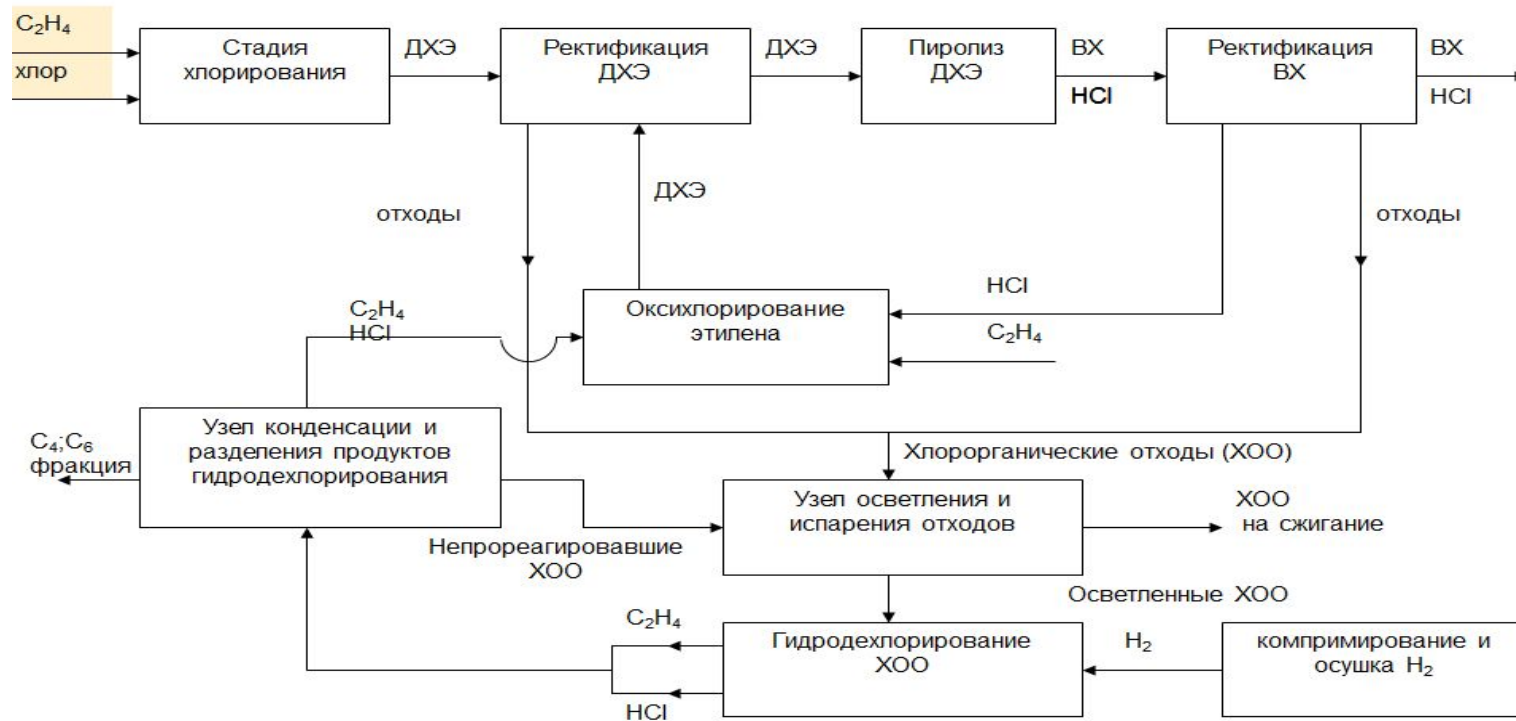 C₂H₄
хлор
Стадия
хлорирования
ДХЭ
Ректификация
ДХЭ
ДХЭ
Пиролиз
ДХЭ
ВХ
HCl
Ректификация
ВХ
ВХ
HCl
отходы
ДХЭ
отходы
C₂H₄
HCl
Оксихлорирование
этилена
HCl
C₂H₄
C₄;C₆
фракция
Узел конденсации и
разделения продуктов
гидродехлорирования
Хлорорганические отходы (ХОО)
Непрореагировавшие
ХОО
Узел осветления и
испарения отходов
ХОО
на сжигание
Осветленные ХОО
C₂H₄
HCl
Гидродехлорирование
ХОО
H₂
компримирование и
осушка H₂